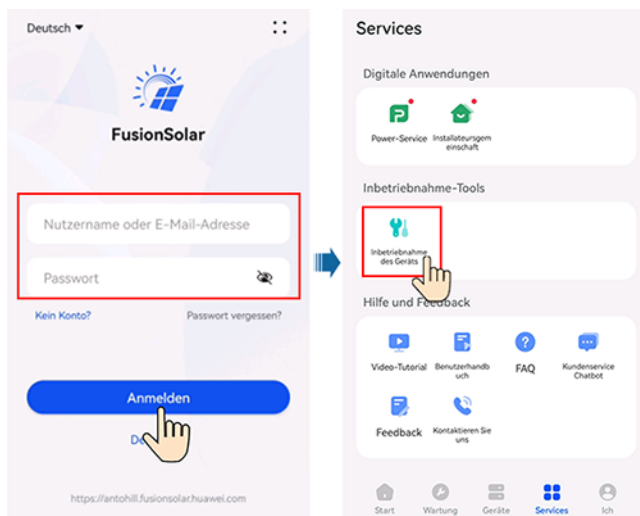 Deutsch
FusionSolar
Nutzername oder E-Mail-Adresse
Passwort
Kein Konto?
Passwort vergessen?
Anmelden
https://antohill.fusionsolar.huawei.com
Services
Digitale Anwendungen
Power-Service
Installateursgem
einschaft
Inbetriebnahme-Tools
Inbetriebnahme
des Geräts
Hilfe und Feedback
Video-Tutorial
Benutzerhandb
uch
FAQ
Kundenservice
Chatbot
Feedback
Kontaktieren Sie
uns
Start
Wartung
Geräte
Services
Ich